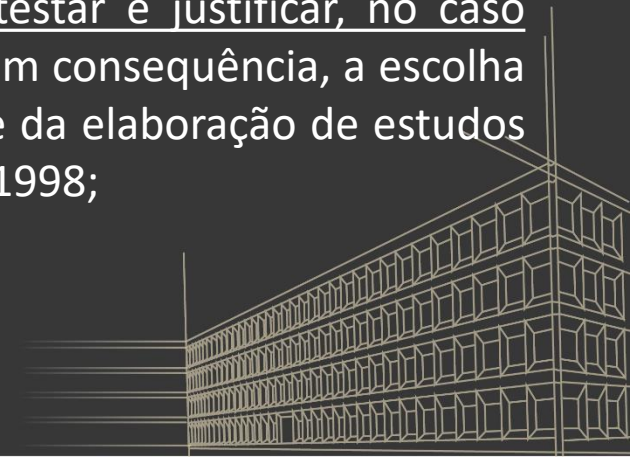 testar e justificar, no caso
m consequência, a escolha
e da elaboração de estudos
1998;